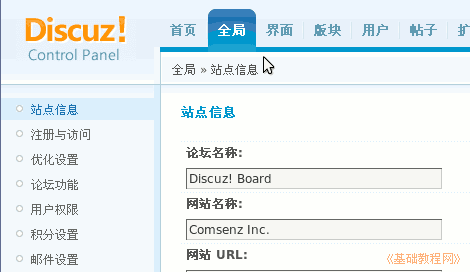 Discuz!
Control Panel
首页 全局 界面 版块 用户 帖子 扩
全局 » 站点信息
站点信息
注册与访问
优化设置
论坛功能
用户权限
积分设置
邮件设置
站点信息
论坛名称:
Discuz! Board
网站名称:
Comsenz Inc.
网站 URL:
《基础教程网》